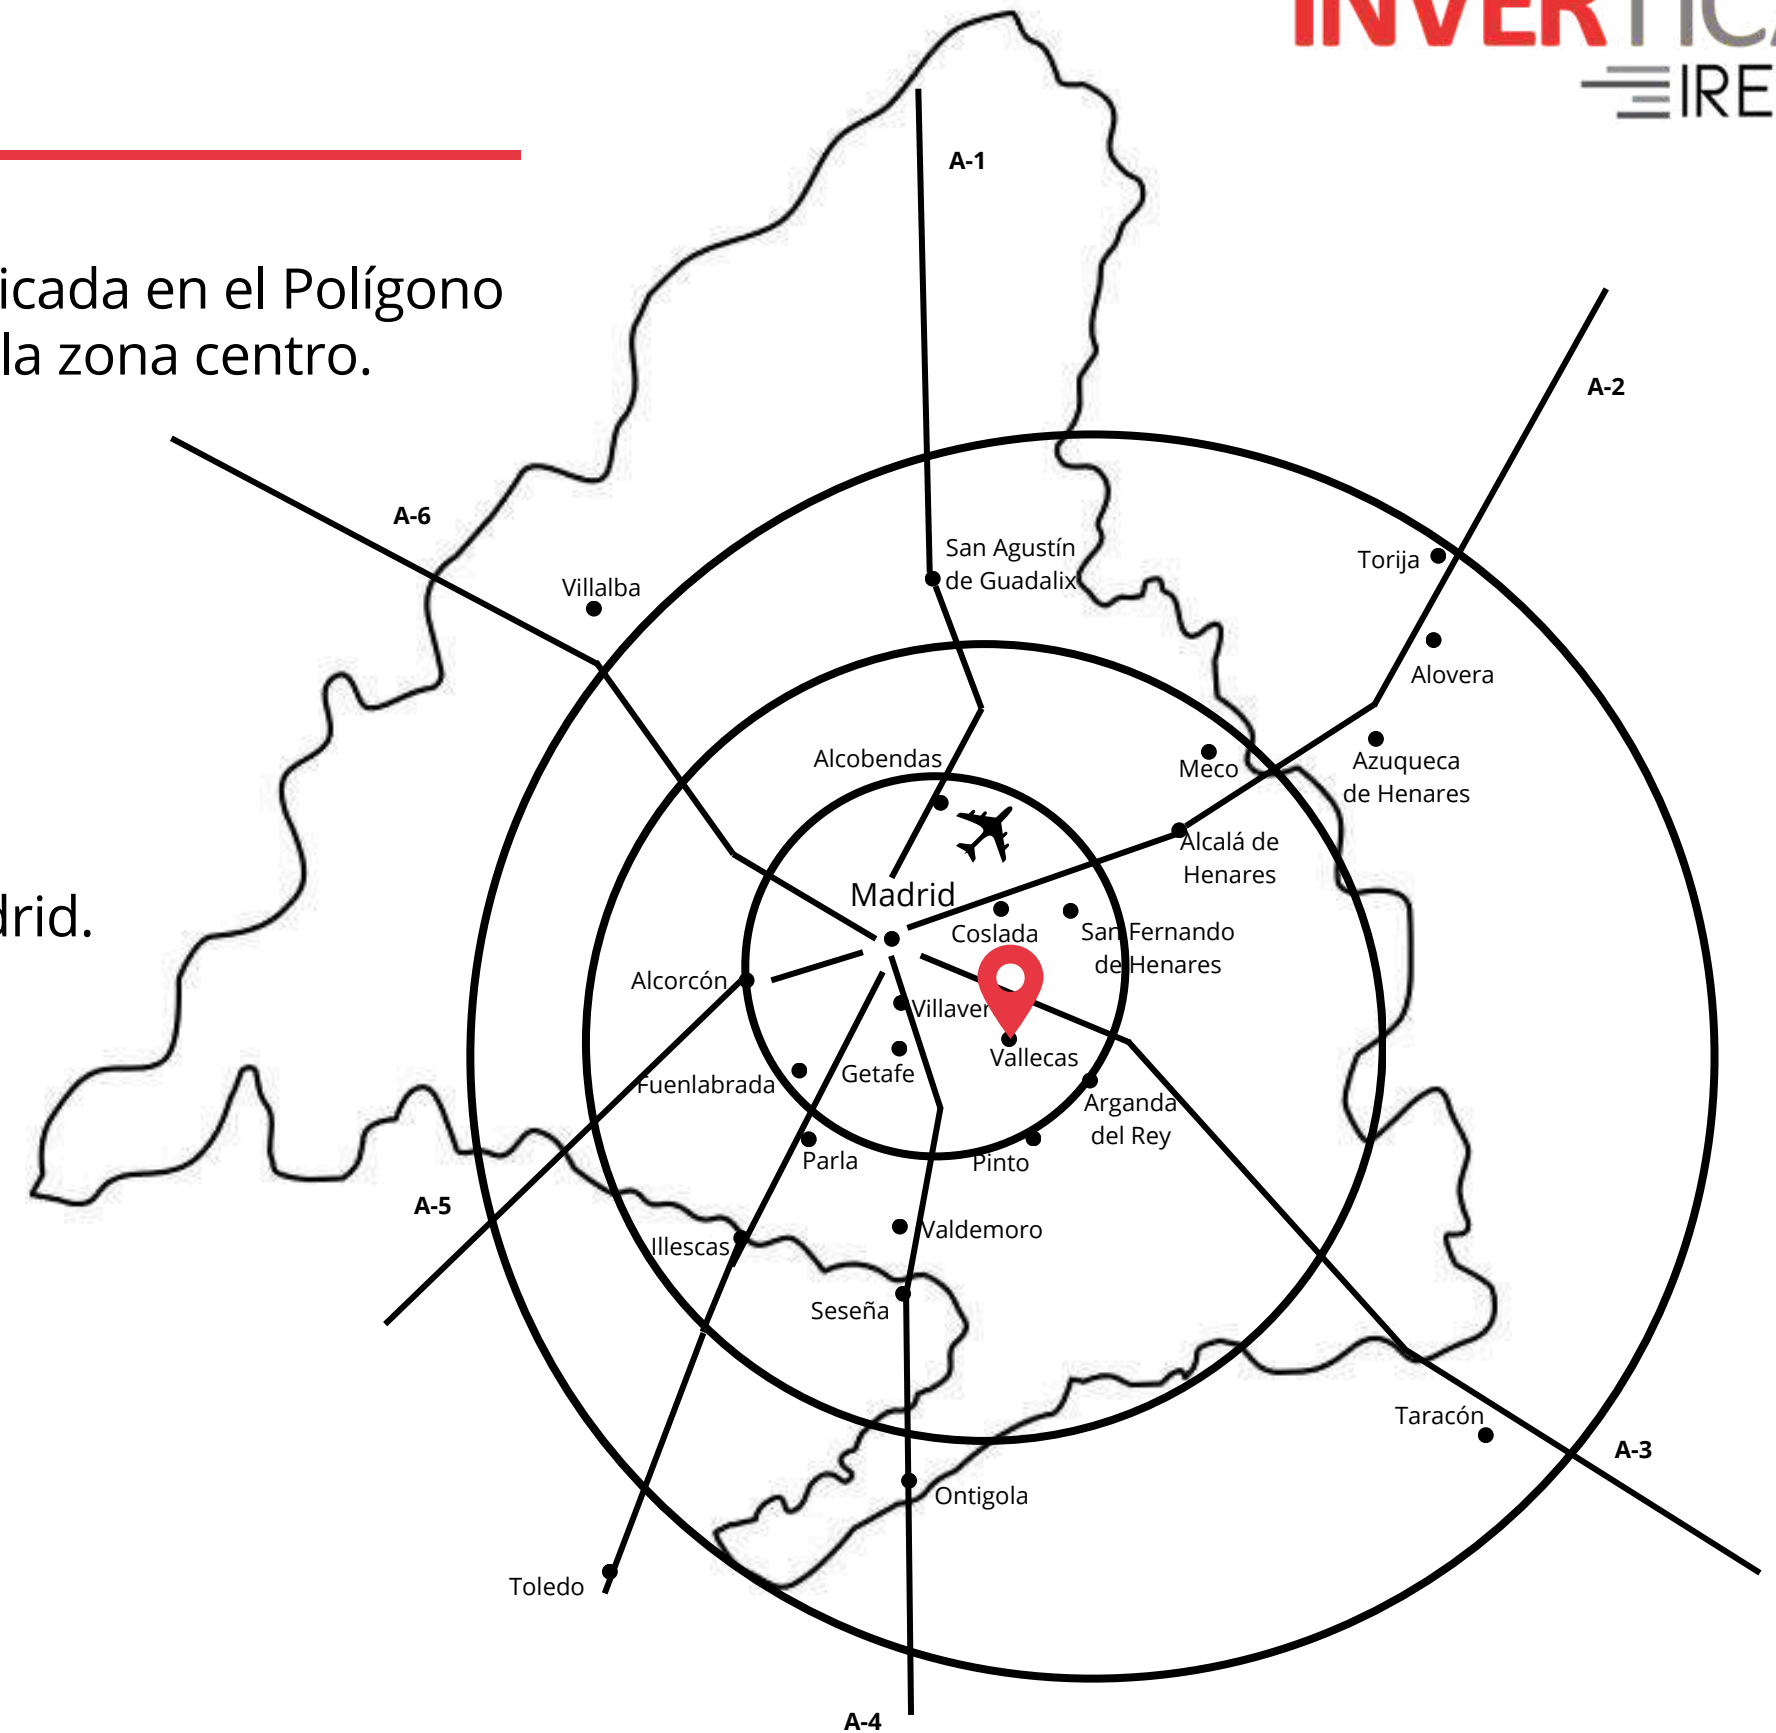 INVERTICA
IRE
A-1
icada en el Polígono
la zona centro.
A-2
A-6
San Agustín
de Guadalix
Torija
Villalba
Alovera
Alcobendas
Meco
Azuqueca
de Henares
Alcalá de
Henares
Madrid
drid.
Coslada
San Fernando
de Henares
Alcorcón
Villaver
Vallecas
Getafe
Fuenlabrada
Arganda
del Rey
Parla
Pinto
A-5
Valdemoro
Illescas
Seseña
Taracón
A-3
Ontigola
Toledo
A-4